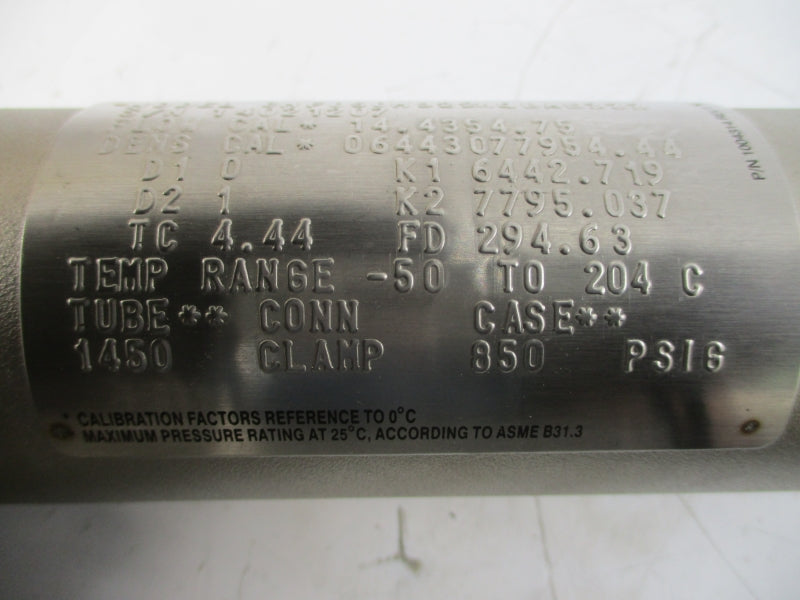 CAL* 14.4354.75
DENS CAL* 06443077954.44
D1 0 K1 6442.719
D2 1 K2 7795.037
TC 4.44 FD 294.63
TEMP RANGE -50 TO 204 C
TUBE** CONN CASE**
1450 CLAMP 850 PSIG
* CALIBRATION FACTORS REFERENCE TO 0°C
MAXIMUM PRESSURE RATING AT 25°C, ACCORDING TO ASME B31.3
P/N